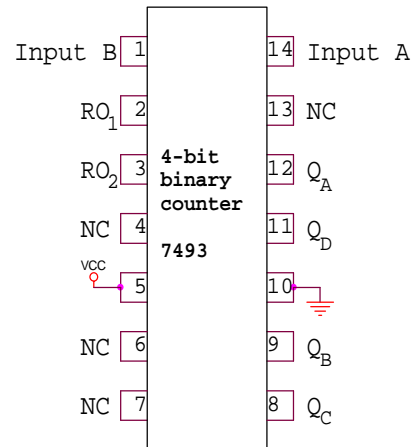 Input B 1 14 Input A
RO1 2 13 NC
RO2 3 12 QA
4-bit
binary
counter
7493
NC 4 11 QD
VCC 5 10
NC 6 9 QB
NC 7 8 QC